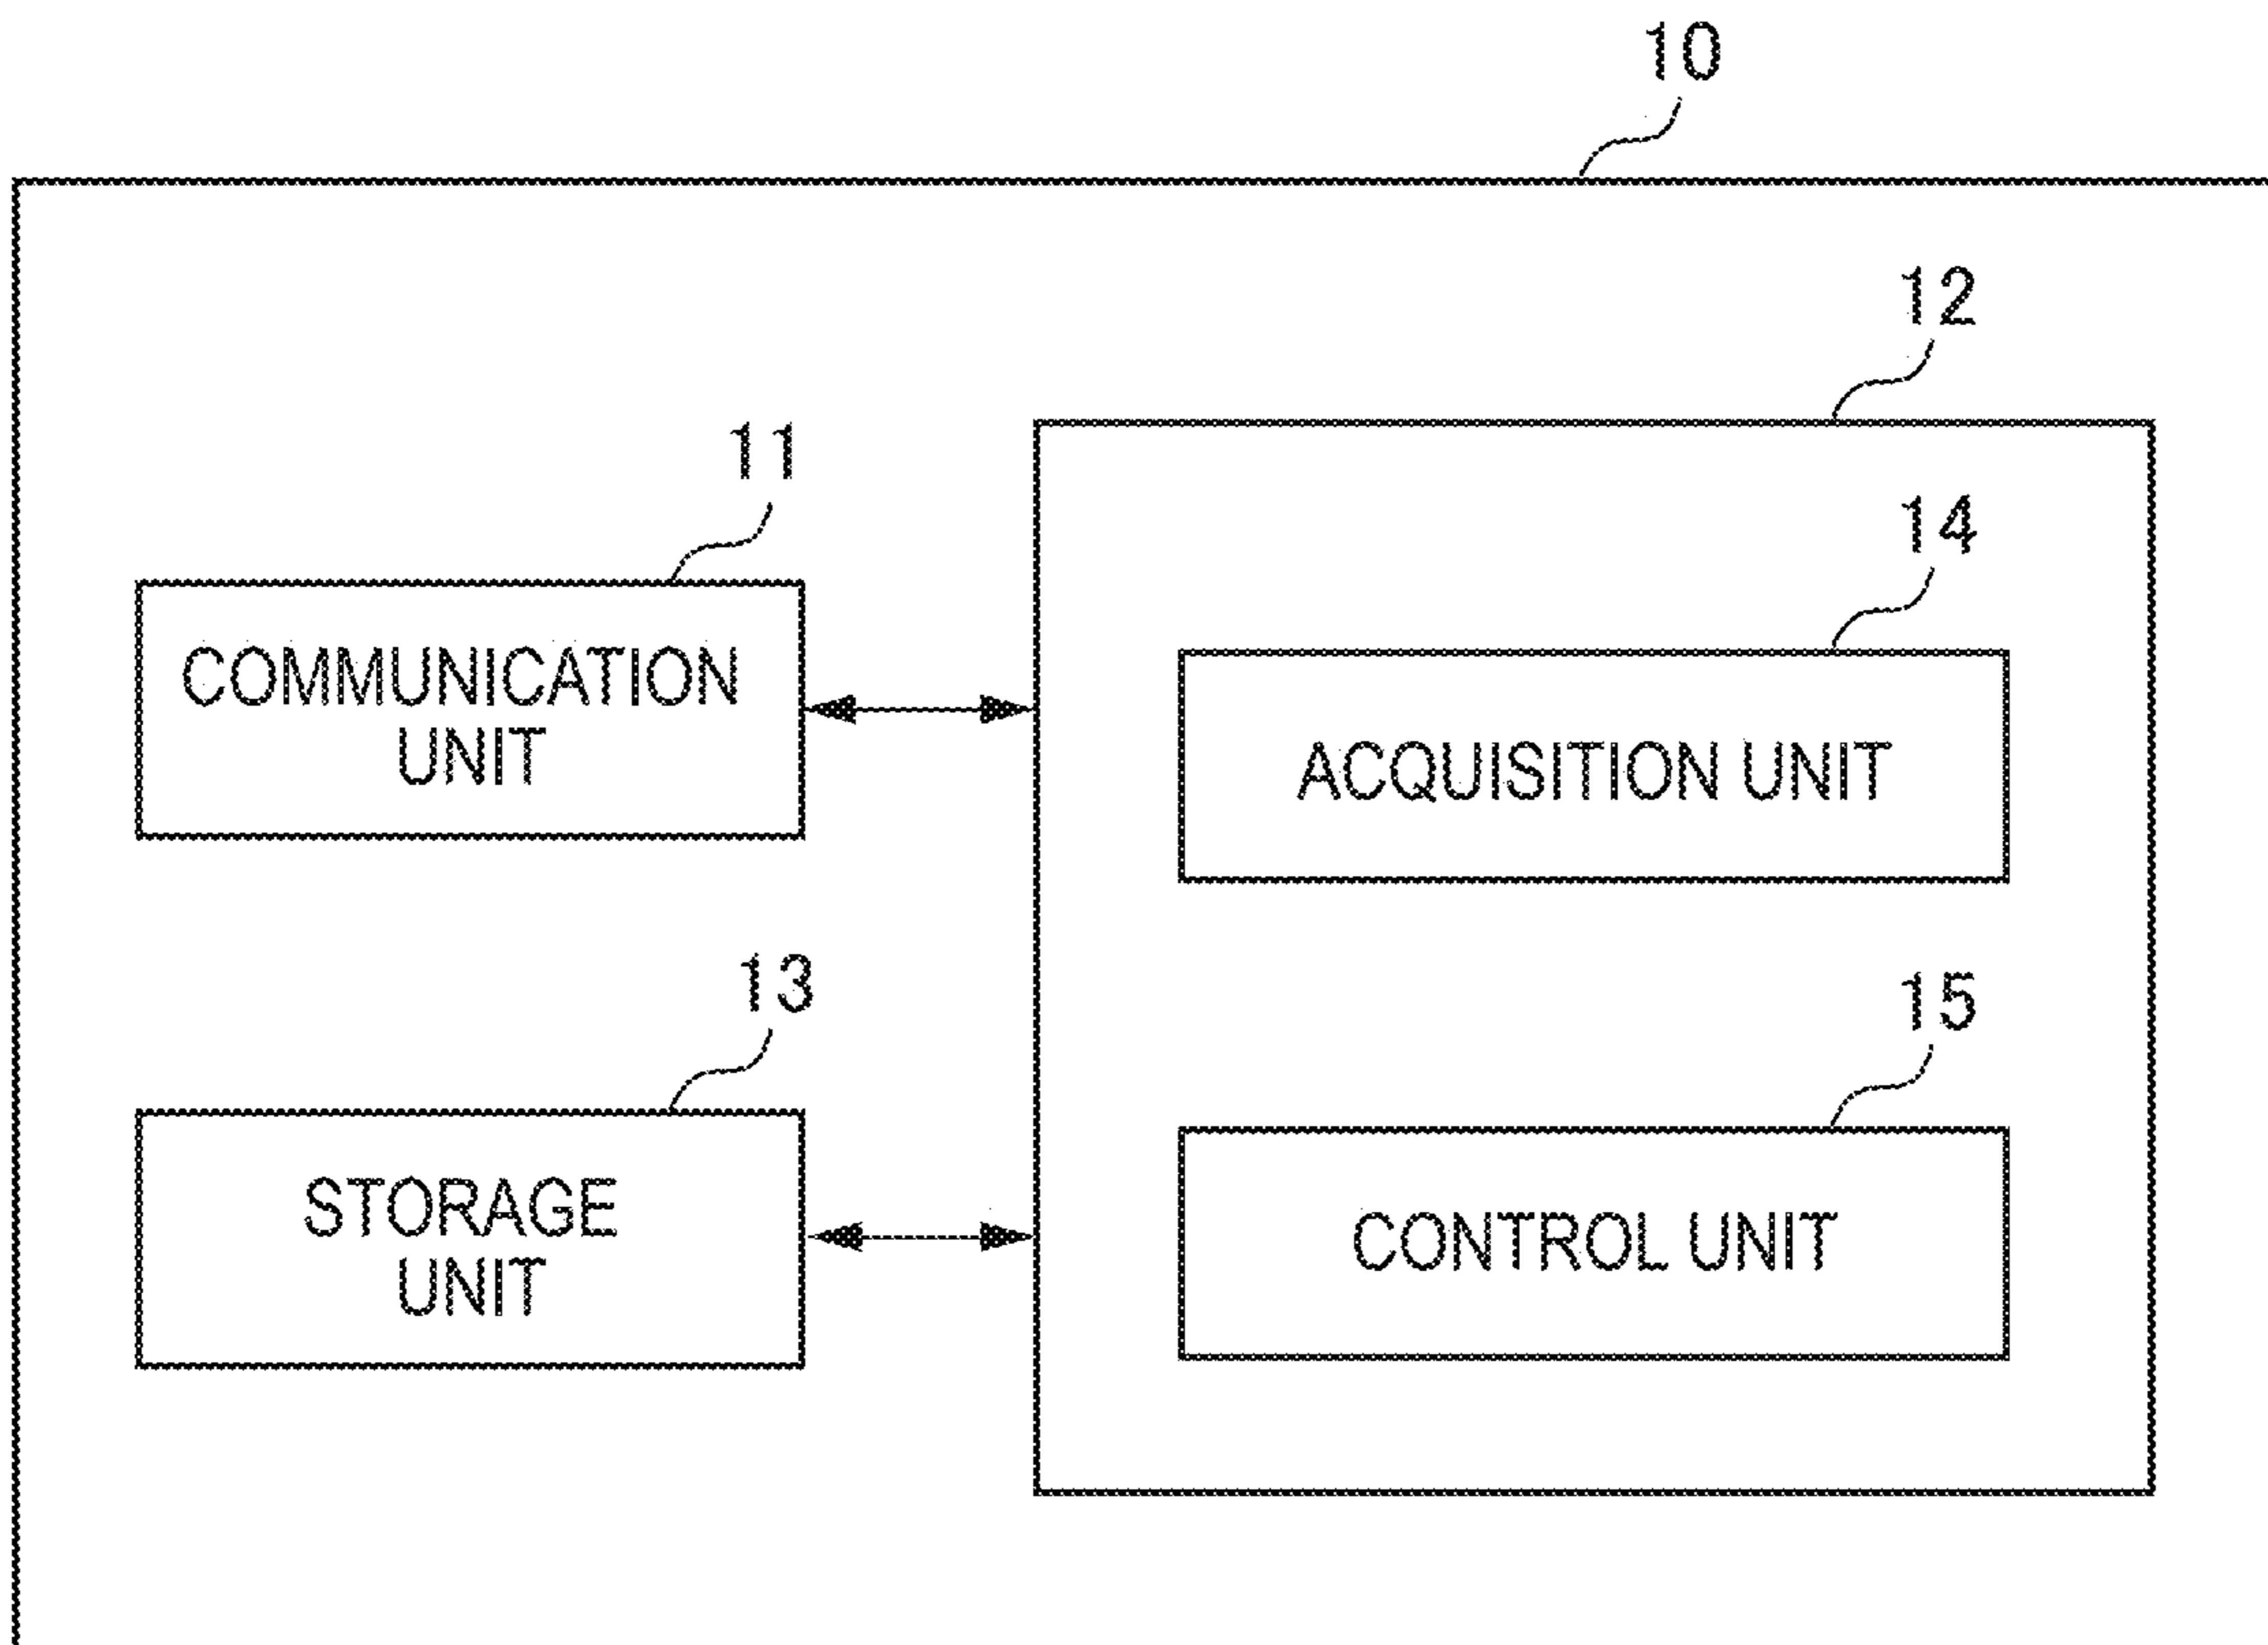 10
12
11
14
COMMUNICATION
UNIT
ACQUISITION UNIT
13
15
STORAGE
UNIT
CONTROL UNIT